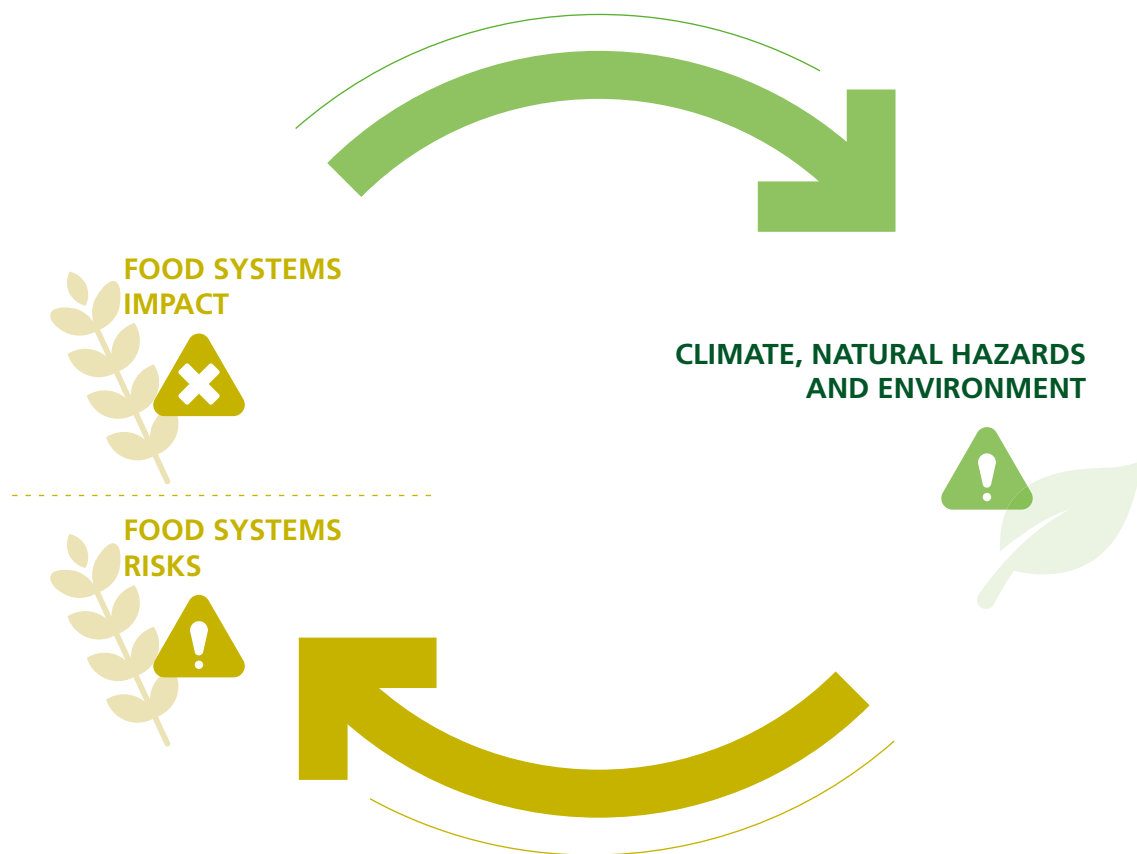 FOOD SYSTEMS
IMPACT
CLIMATE, NATURAL HAZARDS
AND ENVIRONMENT
FOOD SYSTEMS
RISKS